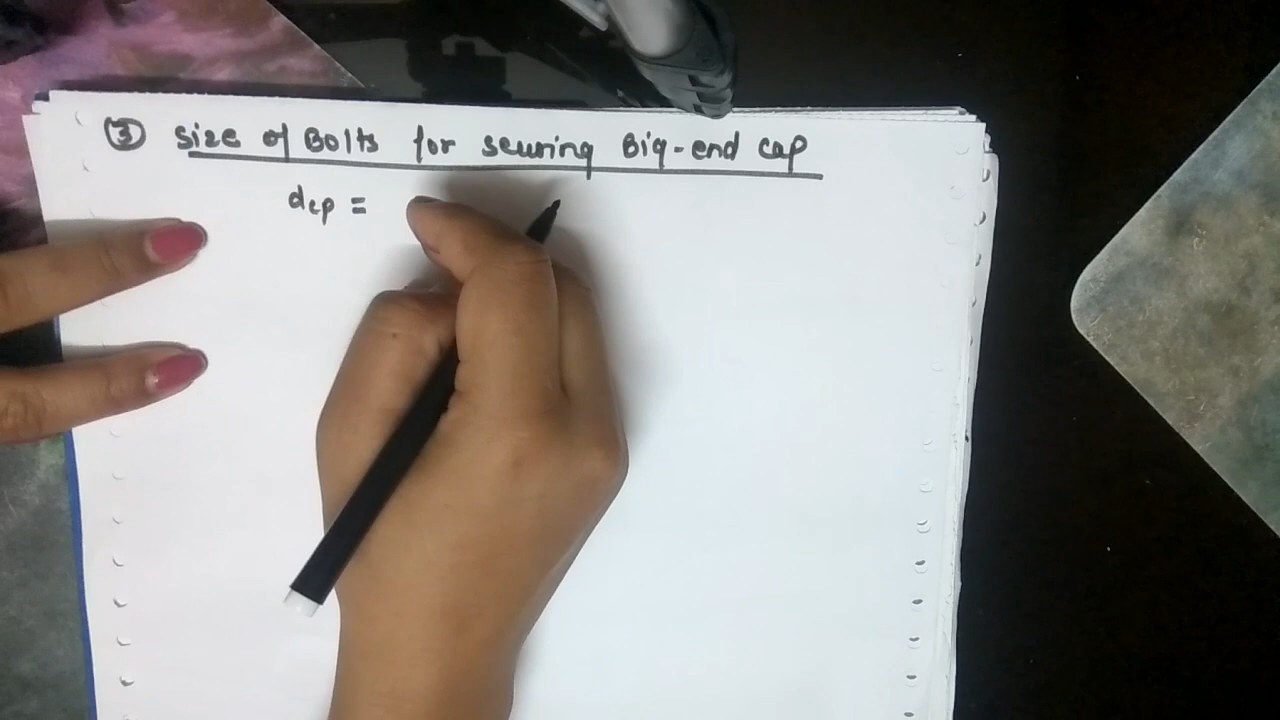 ③ Size of Bolts for securing Big-end cap
dcp =